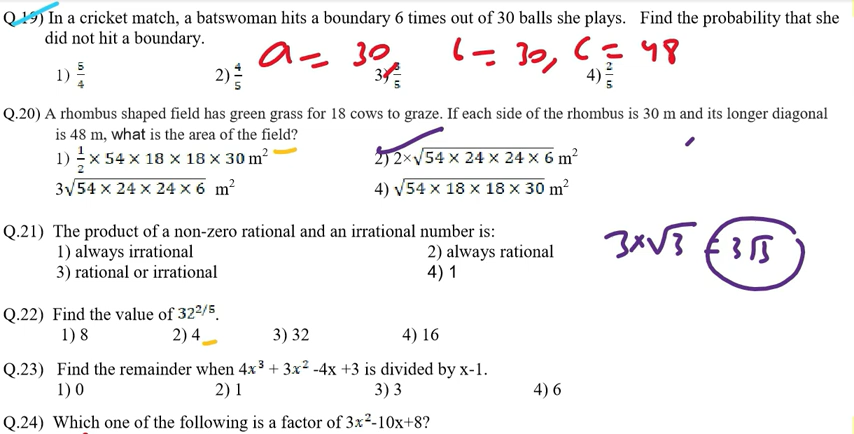 Q.19) In a cricket match, a batswoman hits a boundary 6 times out of 30 balls she plays. Find the probability that she
did not hit a boundary.
a = 30, b = 30, c = 48
1) 5/4 2) 4/5 3) 3/5 4) 2/5
Q.20) A rhombus shaped field has green grass for 18 cows to graze. If each side of the rhombus is 30 m and its longer diagonal
is 48 m, what is the area of the field?
1) 1/2 × 54 × 18 × 18 × 30 m² 2) 2×√54 × 24 × 24 × 6 m²
3√54 × 24 × 24 × 6 m² 4) √54 × 18 × 18 × 30 m²
Q.21) The product of a non-zero rational and an irrational number is:
1) always irrational 2) always rational
3×√3 = 3√3
3) rational or irrational 4) 1
Q.22) Find the value of 32^2/5.
1) 8 2) 4 3) 32 4) 16
Q.23) Find the remainder when 4x³ + 3x² -4x +3 is divided by x-1.
1) 0 2) 1 3) 3 4) 6
Q.24) Which one of the following is a factor of 3x²-10x+8?